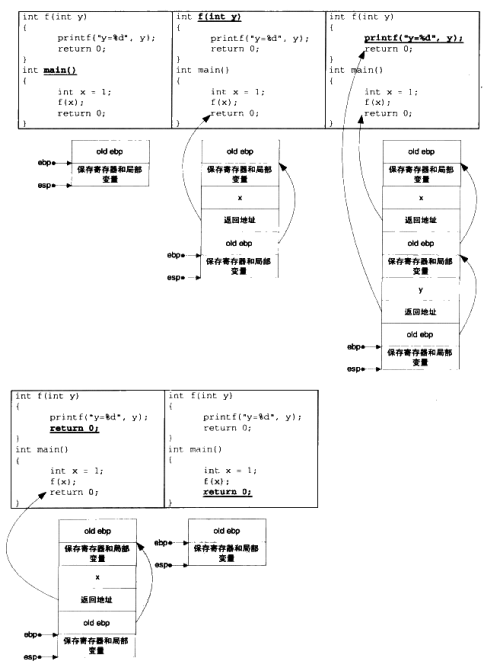 int f(int y)
{
printf("y=%d", y);
return 0;
}
int main()
{
int x = 1;
f(x);
return 0;
}
int f(int y)
{
printf("y=%d", y);
return 0;
}
int main()
{
int x = 1;
f(x);
return 0;
}
int f(int y)
{
printf("y=%d", y);
return 0;
}
int main()
{
int x = 1;
f(x);
return 0;
}
old ebp
ebp
保存寄存器和局部
变量
esp
old ebp
保存寄存器和局部
变量
x
返回地址
old ebp
ebp
保存寄存器和局部
变量
esp
old ebp
保存寄存器和局部
变量
x
返回地址
old ebp
保存寄存器和局部
变量
y
返回地址
old ebp
ebp
保存寄存器和局部
变量
esp
int f(int y)
{
printf("y=%d", y);
return 0;
}
int main()
{
int x = 1;
f(x);
return 0;
}
int f(int y)
{
printf("y=%d", y);
return 0;
}
int main()
{
int x = 1;
f(x);
return 0;
}
old ebp
保存寄存器和局部
变量
x
返回地址
old ebp
ebp
保存寄存器和局部
变量
esp
old ebp
ebp
保存寄存器和局部
变量
esp